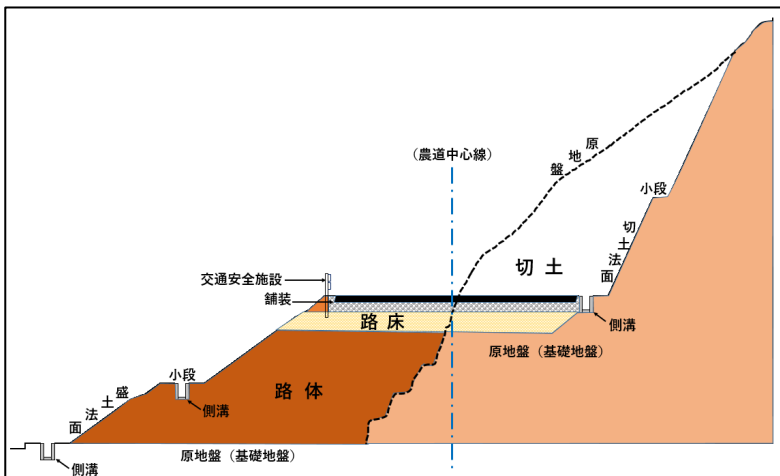 原地盤
(農道中心線)
小段
切土法面
切土
交通安全施設
舗装
路床
側溝
原地盤(基礎地盤)
小段
盛土法面
路体
側溝
原地盤(基礎地盤)
側溝